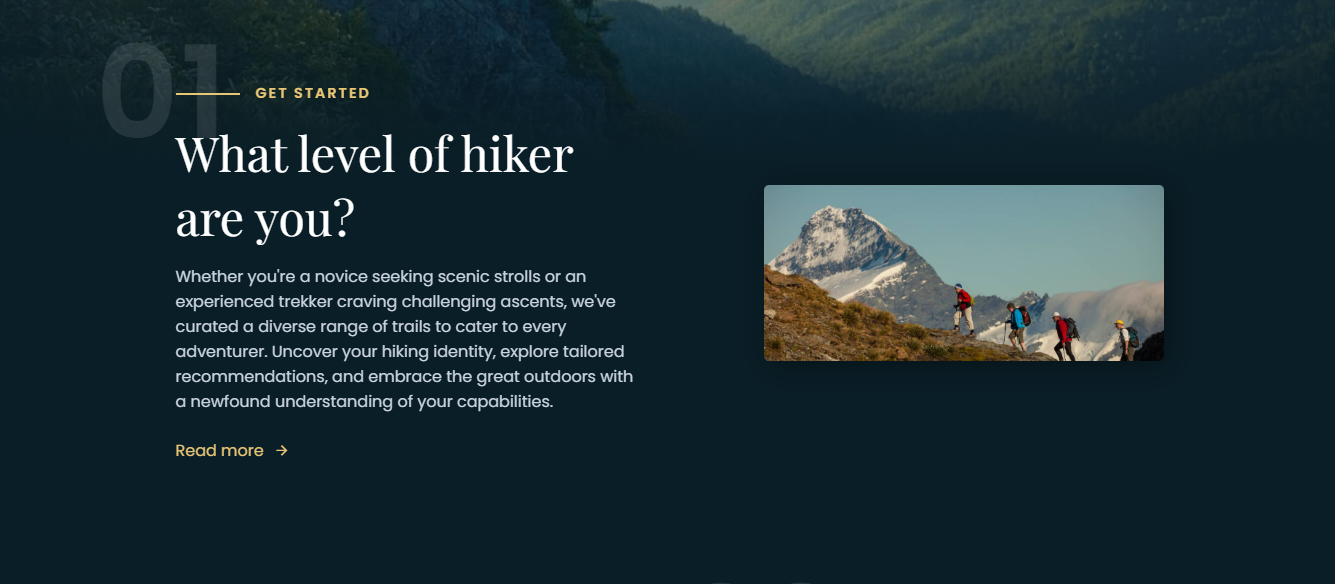 01
GET STARTED
What level of hiker
are you?
Whether you're a novice seeking scenic strolls or an
experienced trekker craving challenging ascents, we've
curated a diverse range of trails to cater to every
adventurer. Uncover your hiking identity, explore tailored
recommendations, and embrace the great outdoors with
a newfound understanding of your capabilities.
Read more →